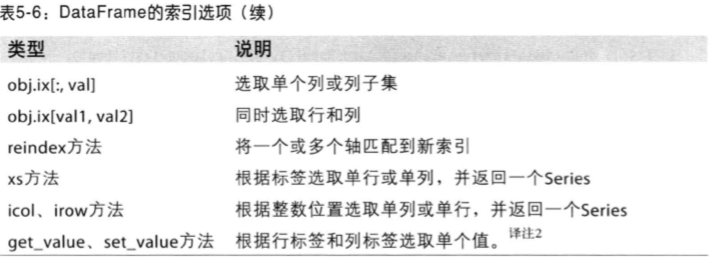 表5-6：DataFrame的索引选项（续）
类型 说明
obj.ix[:, val] 选取单个列或列子集
obj.ix[val1, val2] 同时选取行和列
reindex方法 将一个或多个轴匹配到新索引
xs方法 根据标签选取单行或单列，并返回一个Series
icol、irow方法 根据整数位置选取单列或单行，并返回一个Series
get_value、set_value方法 根据行标签和列标签选取单个值。译注2